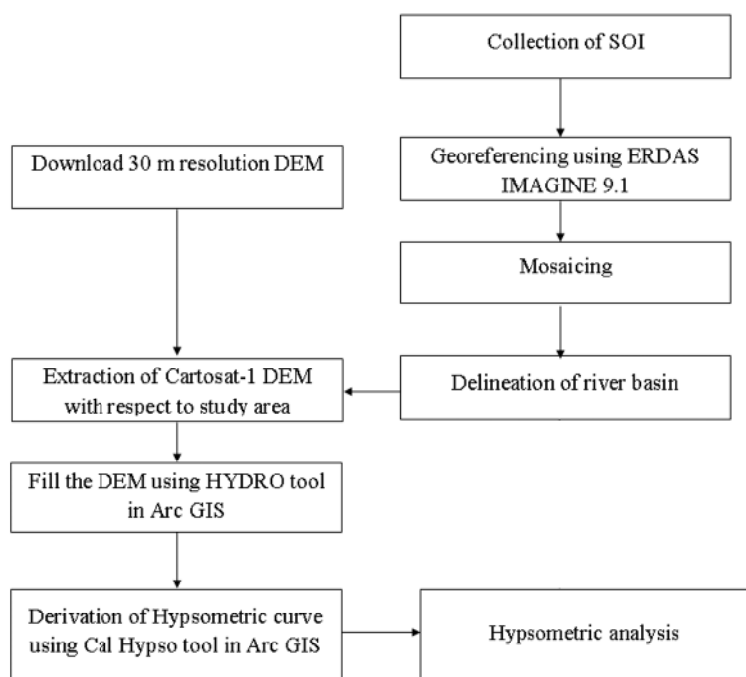 Collection of SOI
Georeferencing using ERDAS
IMAGINE 9.1
Download 30 m resolution DEM
Mosaicing
Extraction of Cartosat-1 DEM
with respect to study area
Delineation of river basin
Fill the DEM using HYDRO tool
in Arc GIS
Derivation of Hypsometric curve
using Cal Hypso tool in Arc GIS
Hypsometric analysis